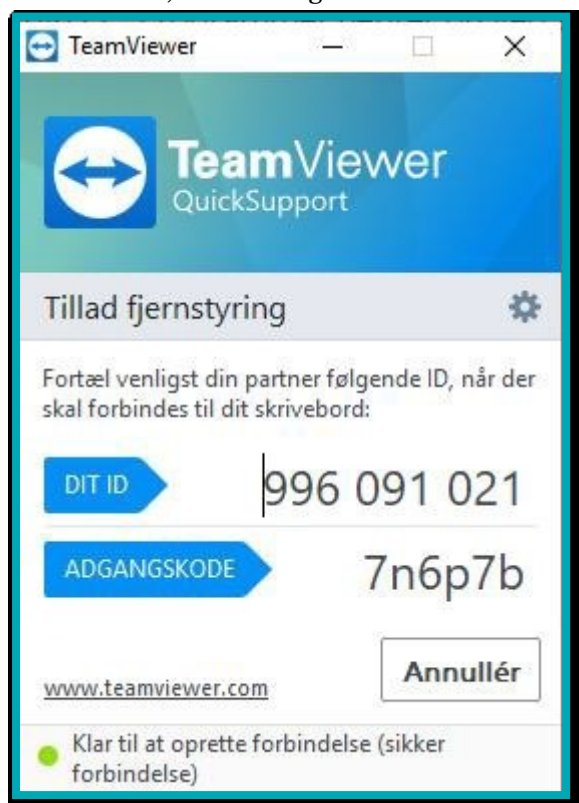 TeamViewer
TeamViewer
QuickSupport
Tillad fjernstyring
Fortæl venligst din partner følgende ID, når der
skal forbindes til dit skrivebord:
DIT ID 996 091 021
ADGANGSKODE 7n6p7b
Annullér
www.teamviewer.com
Klar til at oprette forbindelse (sikker
forbindelse)